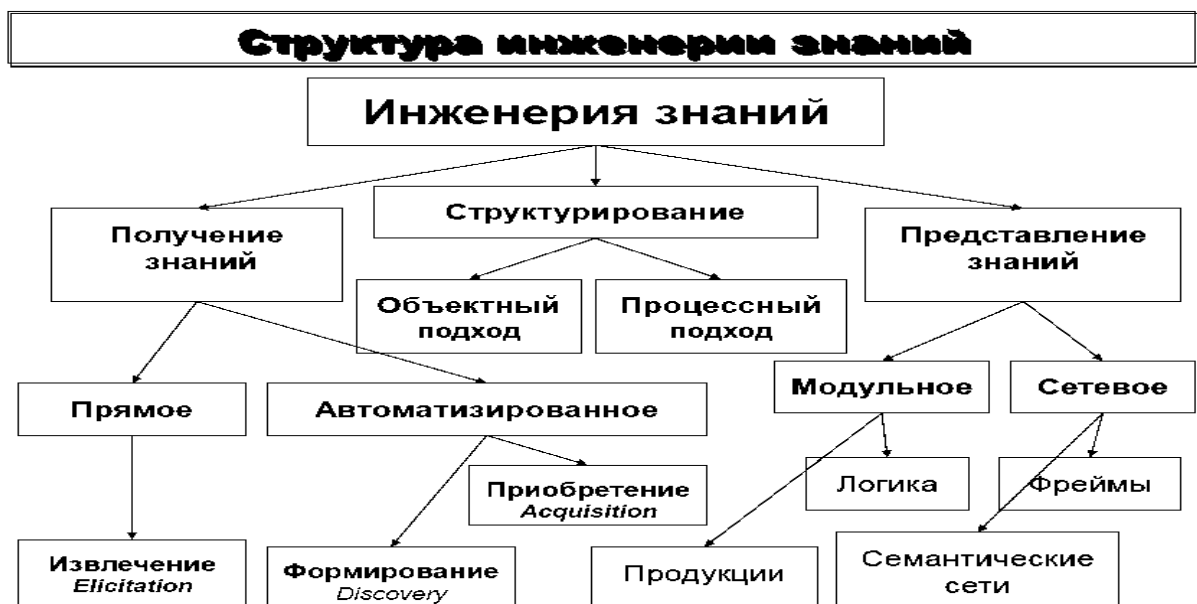 Структура инженерии знаний
Инженерия знаний
Получение
знаний
Структурирование
Представление
знаний
Объектный
подход
Процессный
подход
Прямое
Автоматизированное
Модульное
Сетевое
Приобретение
Acquisition
Логика
Фреймы
Извлечение
Elicitation
Формирование
Discovery
Продукции
Семантические
сети